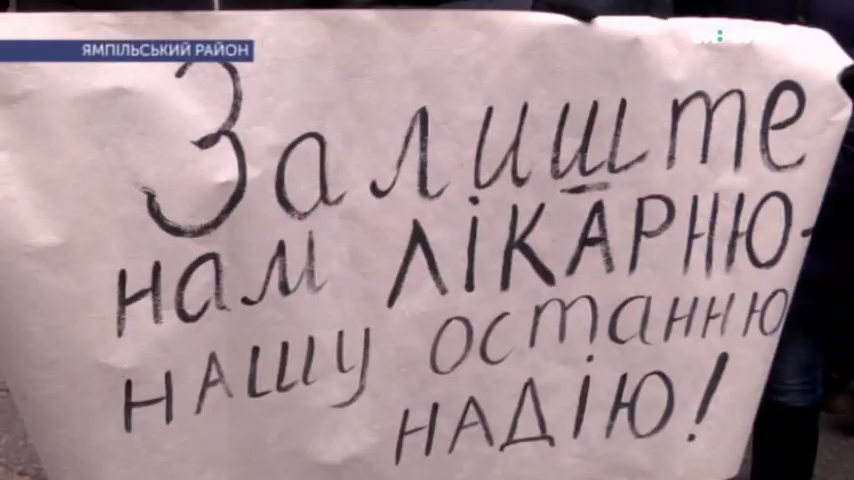 ЯМПІЛЬСЬКИЙ РАЙОН
Залиште
нам ЛІКАРНЮ-
НАШУ останню
НАДІЮ!